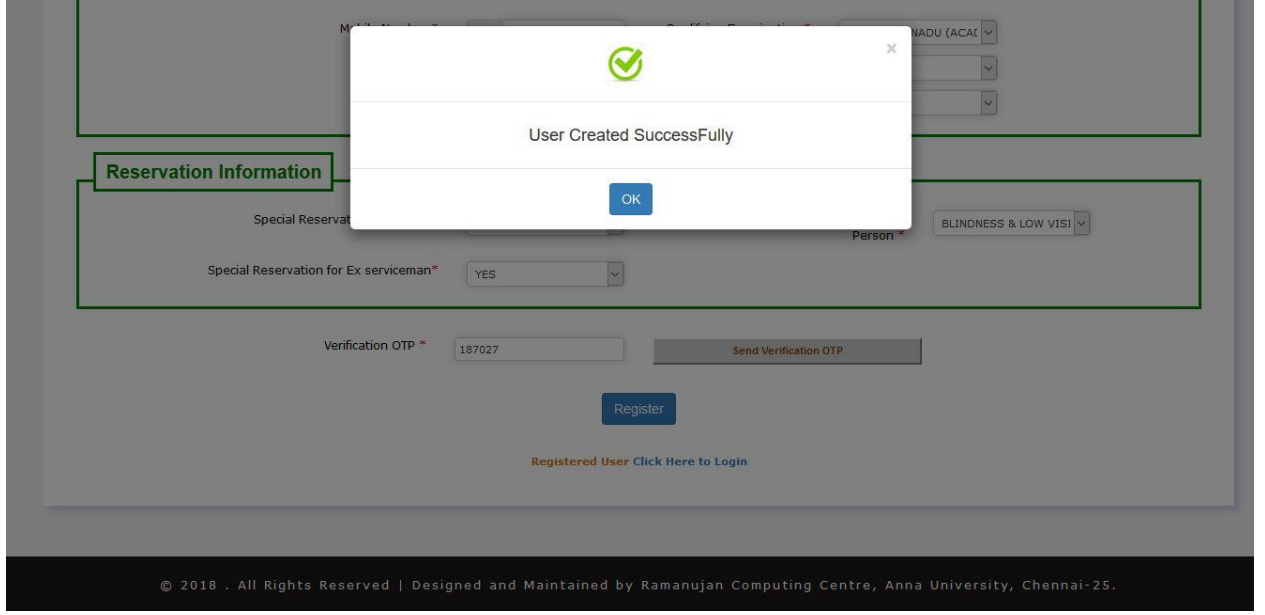 NADU (ACAI
×
User Created SuccessFully
OK
Reservation Information
Special Reservat
Person *
BLINDNESS & LOW VISI
Special Reservation for Ex serviceman*
YES
Verification OTP *
187027
Send Verification OTP
Register
Registered User Click Here to Login
© 2018 . All Rights Reserved | Designed and Maintained by Ramanujan Computing Centre, Anna University, Chennai-25.